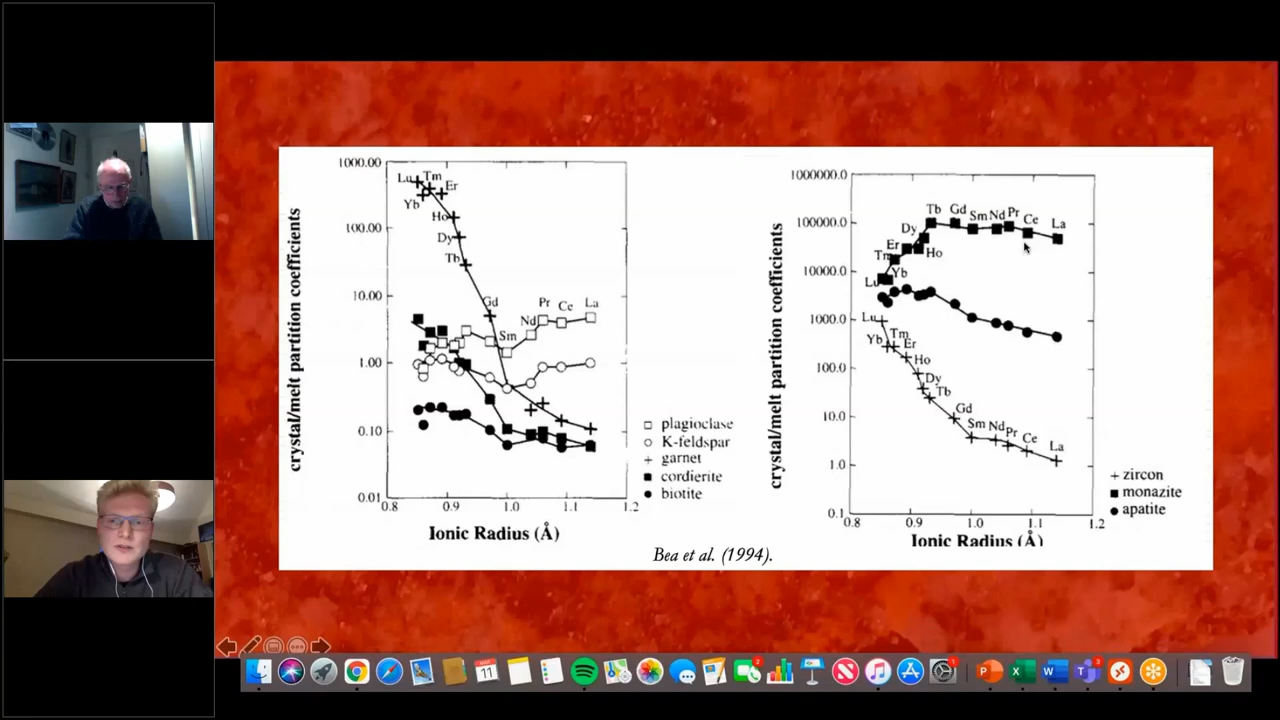 1000.00
100.00
10.00
1.00
0.10
0.01
crystal/melt partition coefficients
Lu
Tm
Er
Yb
Ho
Dy
Tb
Gd
Sm
Nd
Pr
Ce
La
0.8
0.9
1.0
1.1
1.2
Ionic Radius (Å)
plagioclase
K-feldspar
garnet
cordierite
biotite
1000000.0
100000.0
10000.0
1000.0
100.0
10.0
1.0
0.1
crystal/melt partition coefficients
Tb
Gd
Sm
Nd
Pr
Ce
La
Dy
Er
Ho
Tm
Yb
Lu
Lu
Yb
Tm
Er
Ho
Dy
Tb
Gd
Sm
Nd
Pr
Ce
La
0.8
0.9
1.0
1.1
1.2
Ionic Radius (Å)
zircon
monazite
apatite
Bea et al. (1994).
11
2
1
P
X
W
T
3